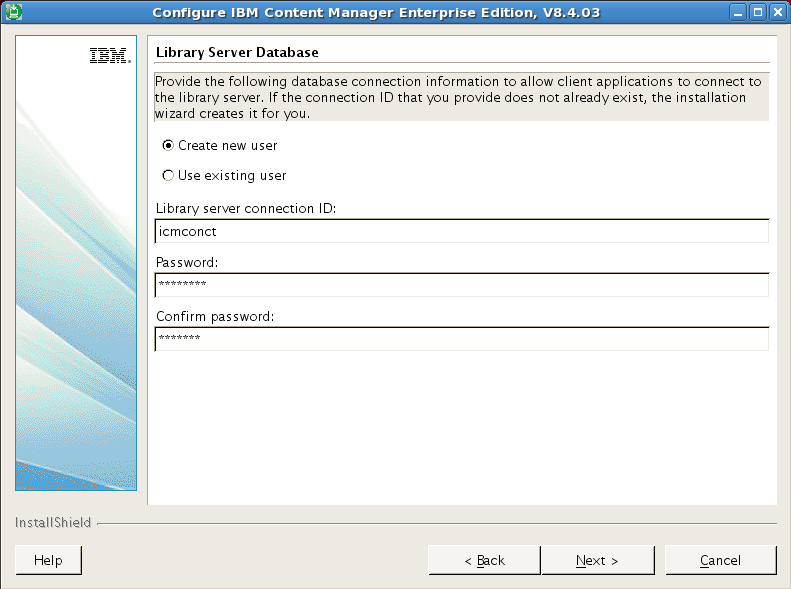 Configure IBM Content Manager Enterprise Edition, V8.4.03
IBM.
Library Server Database
Provide the following database connection information to allow client applications to connect to
the library server. If the connection ID that you provide does not already exist, the installation
wizard creates it for you.
Create new user
Use existing user
Library server connection ID:
icmconct
Password:
********
Confirm password:
*******
InstallShield
Help
< Back
Next >
Cancel